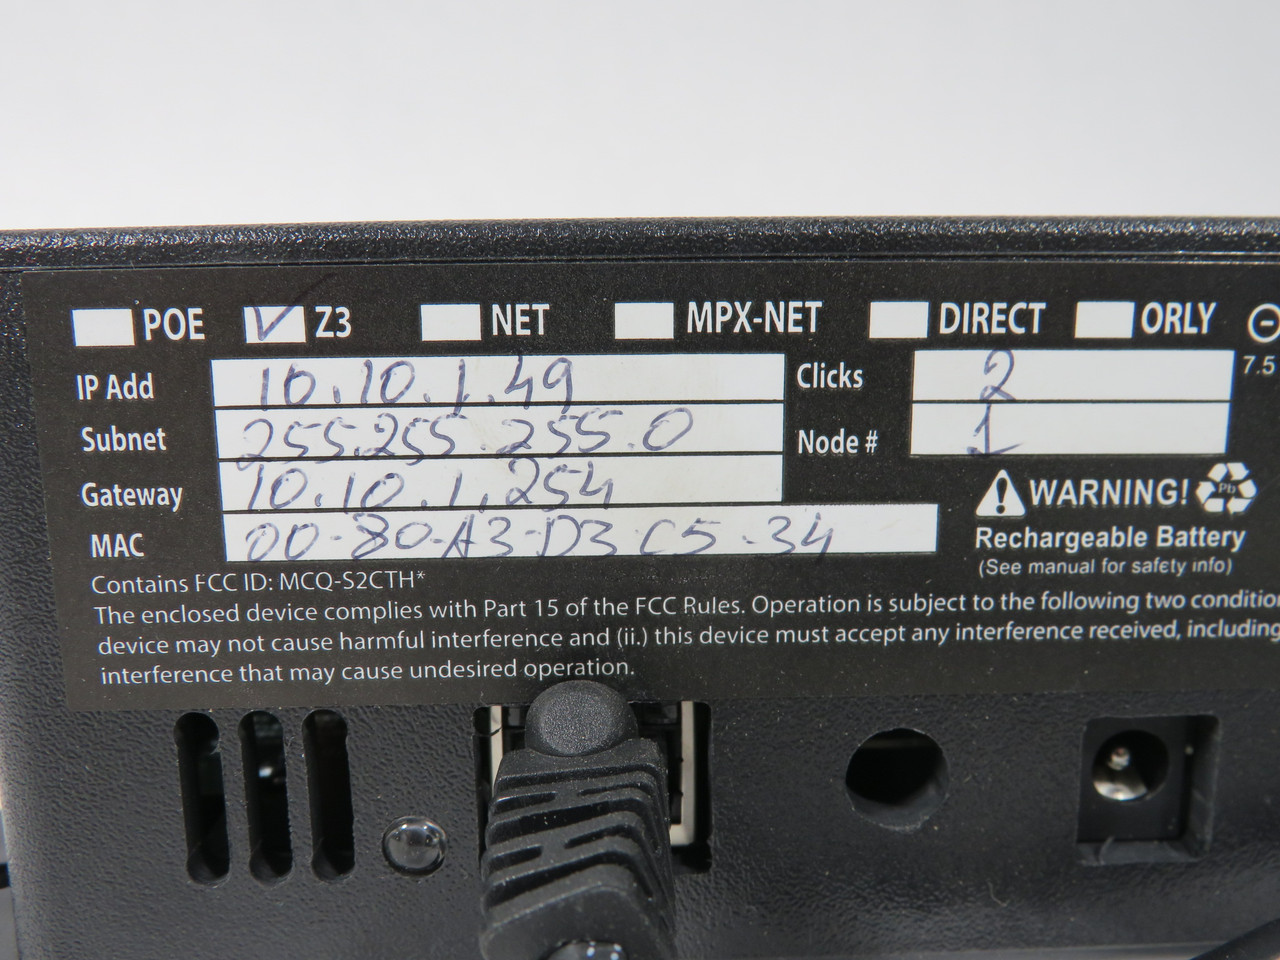 POE ✓ Z3 NET MPX-NET DIRECT ORLY
IP Add 10.10.1.49 Clicks 2
7.5
Subnet 255.255.255.0 Node # 1
Gateway 10.10.1.254
WARNING! Pb
MAC 00-80-A3-D3-C5-34
Rechargeable Battery
(See manual for safety info)
Contains FCC ID: MCQ-S2CTH*
The enclosed device complies with Part 15 of the FCC Rules. Operation is subject to the following two conditio
device may not cause harmful interference and (ii.) this device must accept any interference received, including
interference that may cause undesired operation.